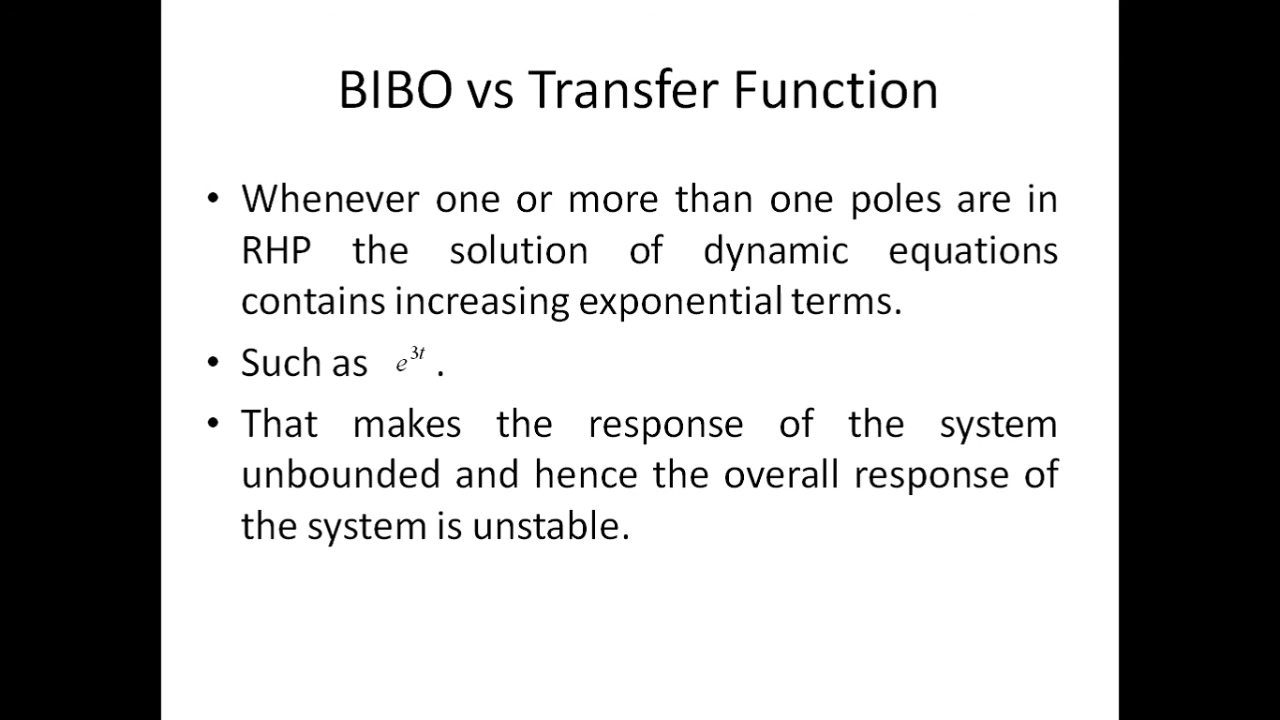 BIBO vs Transfer Function
• Whenever one or more than one poles are in
RHP the solution of dynamic equations
contains increasing exponential terms.
• Such as e^{3t} .
• That makes the response of the system
unbounded and hence the overall response of
the system is unstable.